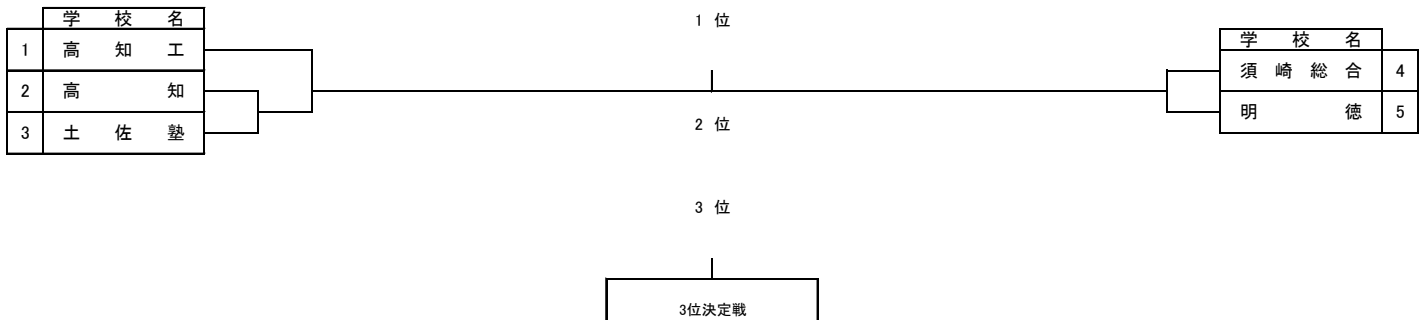 学校名
1 高知工
2 高知
3 土佐塾
1 位
2 位
3 位
3位決定戦
学校名
須崎総合 4
明徳 5